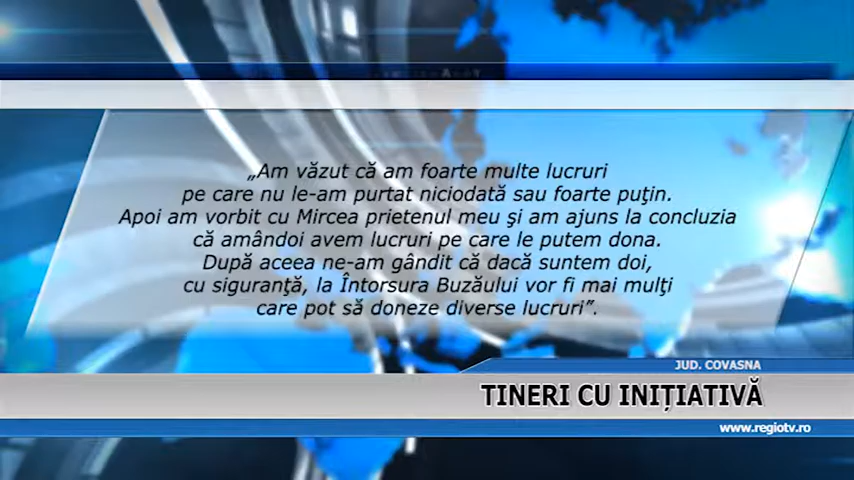 „Am văzut că am foarte multe lucruri
pe care nu le-am purtat niciodată sau foarte puţin.
Apoi am vorbit cu Mircea prietenul meu şi am ajuns la concluzia
că amândoi avem lucruri pe care le putem dona.
După aceea ne-am gândit că dacă suntem doi,
cu siguranţă, la Întorsura Buzăului vor fi mai mulţi
care pot să doneze diverse lucruri”.
JUD. COVASNA
TINERI CU INIȚIATIVĂ
www.regiotv.ro